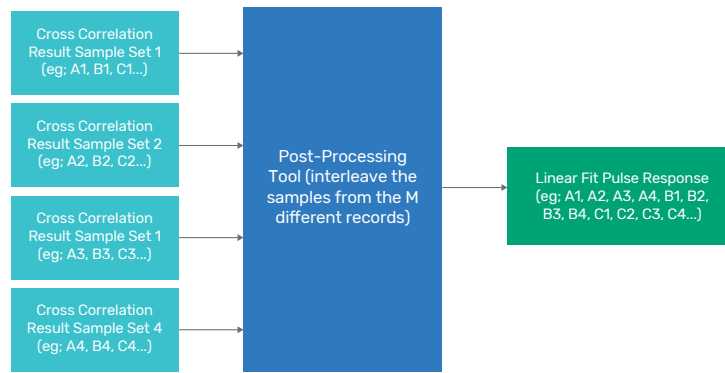 Cross Correlation
Result Sample Set 1
(eg; A1, B1, C1...)
Cross Correlation
Result Sample Set 2
(eg; A2, B2, C2...)
Cross Correlation
Result Sample Set 1
(eg; A3, B3, C3...)
Cross Correlation
Result Sample Set 4
(eg; A4, B4, C4...)
Post-Processing
Tool (interleave the
samples from the M
different records)
Linear Fit Pulse Response
(eg; A1, A2, A3, A4, B1, B2,
B3, B4, C1, C2, C3, C4...)